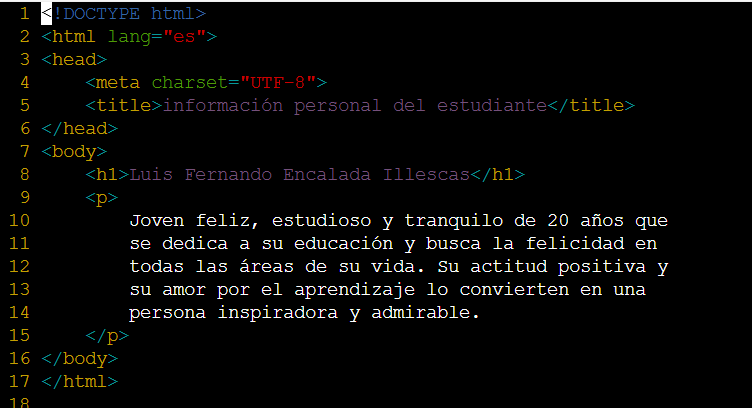 1 <!DOCTYPE html>
2 <html lang="es">
3 <head>
4     <meta charset="UTF-8">
5     <title>información personal del estudiante</title>
6 </head>
7 <body>
8     <h1>Luis Fernando Encalada Illescas</h1>
9     <p>
10         Joven feliz, estudioso y tranquilo de 20 años que
11         se dedica a su educación y busca la felicidad en
12         todas las áreas de su vida. Su actitud positiva y
13         su amor por el aprendizaje lo convierten en una
14         persona inspiradora y admirable.
15     </p>
16 </body>
17 </html>
18